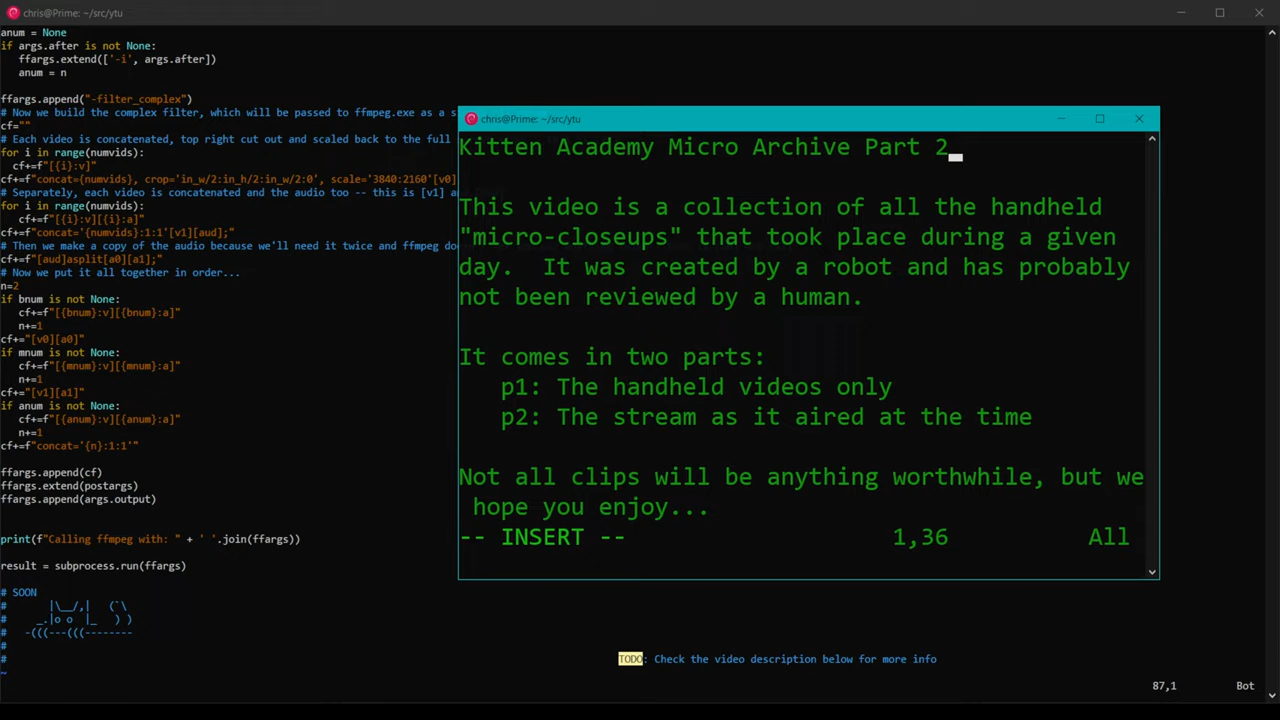 chris@Prime: ~/src/ytu
anum = None
if args.after is not None:
   ffargs.extend(['-i', args.after])
   anum = n

ffargs.append("-filter_complex")
# Now we build the complex filter, which will be passed to ffmpeg.exe as a s
cf=""
# Each video is concatenated, top right cut out and scaled back to the full
for i in range(numvids):
  cf+=f"[{i}:v]"
cf+=f"concat={numvids}, crop='in_w/2:in_h/2:in_w/2:0', scale='3840:2160'[v0]
# Separately, each video is concatenated and the audio too -- this is [v1] a
for i in range(numvids):
   cf+=f"[{i}:v][{i}:a]"
cf+=f"concat='{numvids}:1:1'[v1][aud];"
# Then we make a copy of the audio because we'll need it twice and ffmpeg do
cf+="[aud]asplit[a0][a1];"
# Now we put it all together in order...
n=2
if bnum is not None:
   cf+=f"[{bnum}:v][{bnum}:a]"
   n+=1
cf+="[v0][a0]"
if mnum is not None:
   cf+=f"[{mnum}:v][{mnum}:a]"
   n+=1
cf+="[v1][a1]"
if anum is not None:
   cf+=f"[{anum}:v][{anum}:a]"
   n+=1
cf+=f"concat='{n}:1:1'"

ffargs.append(cf)
ffargs.extend(postargs)
ffargs.append(args.output)

print(f"Calling ffmpeg with: " + ' '.join(ffargs))

result = subprocess.run(ffargs)

# SOON
#      |\__/,|   (`\
#    _.|o o  |_   ) )
#  -(((---(((--------
#
#
~
chris@Prime: ~/src/ytu
Kitten Academy Micro Archive Part 2

This video is a collection of all the handheld
"micro-closeups" that took place during a given
day.  It was created by a robot and has probably
not been reviewed by a human.

It comes in two parts:
   p1: The handheld videos only
   p2: The stream as it aired at the time

Not all clips will be anything worthwhile, but we
 hope you enjoy...
-- INSERT -- 1,36 All
TODO: Check the video description below for more info
87,1 Bot